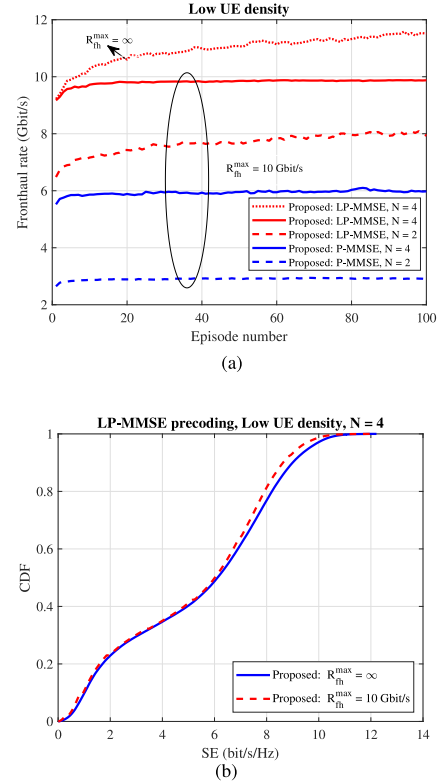 Low UE density
R_fh^max = ∞
R_fh^max = 10 Gbit/s
Fronthaul rate (Gbit/s)
12
10
8
6
4
2
Proposed: LP-MMSE, N = 4
Proposed: LP-MMSE, N = 4
Proposed: LP-MMSE, N = 2
Proposed: P-MMSE, N = 4
Proposed: P-MMSE, N = 2
0 20 40 60 80 100
Episode number
(a)
LP-MMSE precoding, Low UE density, N = 4
CDF
1
0.8
0.6
0.4
0.2
0
Proposed: R_fh^max = ∞
Proposed: R_fh^max = 10 Gbit/s
0 2 4 6 8 10 12 14
SE (bit/s/Hz)
(b)